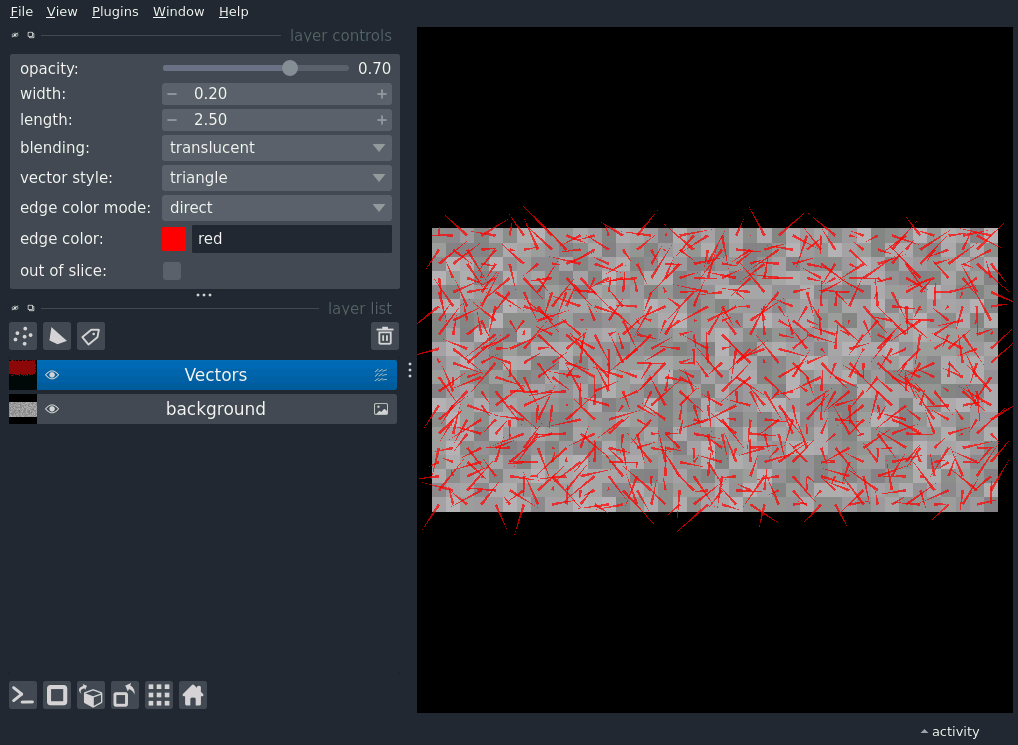 File View Plugins Window Help
layer controls
opacity: 0.70
width: 0.20
length: 2.50
blending: translucent
vector style: triangle
edge color mode: direct
edge color: red
out of slice:
layer list
Vectors
background
activity